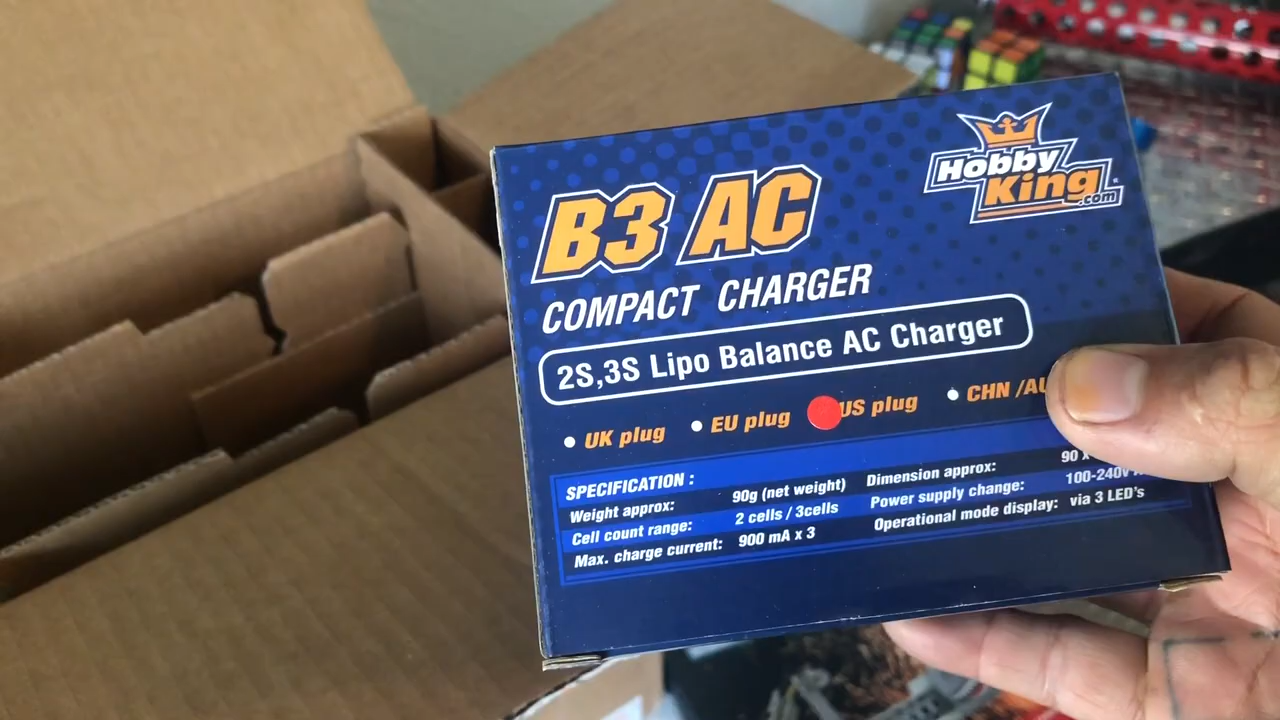 Hobby
King
.com
B3 AC
COMPACT CHARGER
2S,3S Lipo Balance AC Charger
UK plug
EU plug
US plug
CHN /AU
SPECIFICATION :
Weight approx: 90g (net weight)
Cell count range: 2 cells / 3cells
Max. charge current: 900 mA x 3
Dimension approx: 90 x
Power supply change: 100-240v
Operational mode display: via 3 LED's